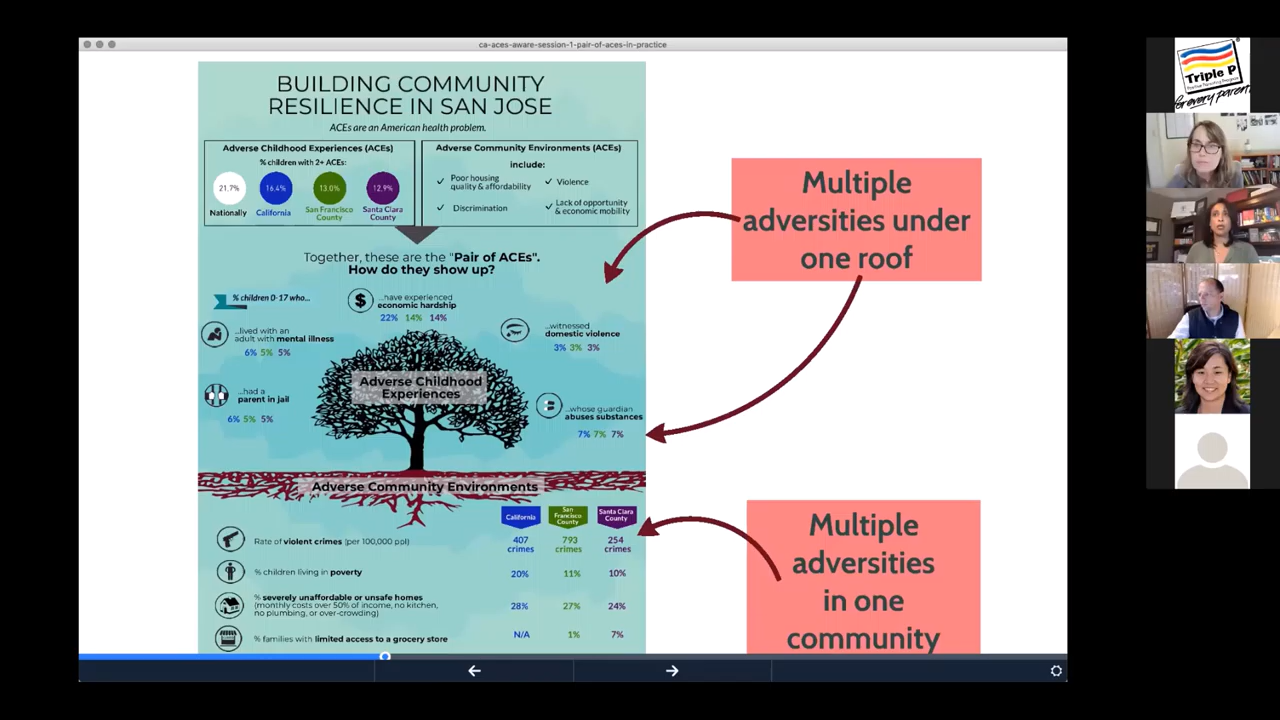 ca-aces-aware-session-1-pair-of-aces-in-practice
BUILDING COMMUNITY
RESILIENCE IN SAN JOSE
ACEs are an American health problem.
Adverse Childhood Experiences (ACEs)
% children with 2+ ACEs:
21.7%
16.4%
13.0%
12.9%
Nationally
California
San Francisco
County
Santa Clara
County
Adverse Community Environments (ACEs)
include:
✓ Poor housing
quality & affordability
✓ Violence
✓ Discrimination
✓ Lack of opportunity
& economic mobility
Together, these are the "Pair of ACEs".
How do they show up?
% children 0-17 who...
$
...have experienced
economic hardship
22% 14% 14%
...lived with an
adult with mental illness
6% 5% 5%
...witnessed
domestic violence
3% 3% 3%
...had a
parent in jail
6% 5% 5%
Adverse Childhood
Experiences
...whose guardian
abuses substances
7% 7% 7%
Adverse Community Environments
California
San
Francisco
County
Santa Clara
County
Rate of violent crimes (per 100,000 ppl)
407
crimes
793
crimes
254
crimes
% children living in poverty
20%
11%
10%
% severely unaffordable or unsafe homes
(monthly costs over 50% of income, no kitchen,
no plumbing, or over-crowding)
28%
27%
24%
% families with limited access to a grocery store
N/A
1%
7%
Multiple
adversities under
one roof
Multiple
adversities
in one
community
Triple P
Positive Parenting Program
for every parent